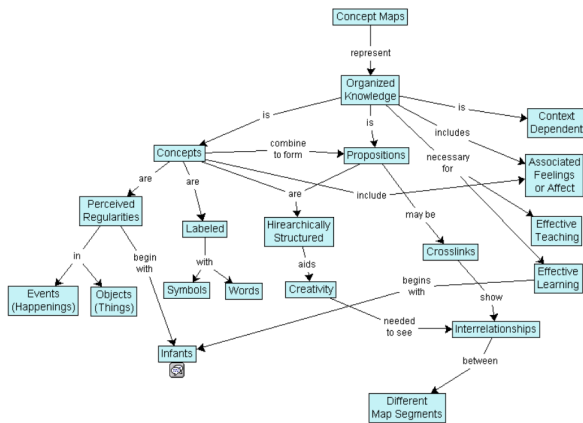 Concept Maps
represent
Organized
Knowledge
is
is
is
includes
Context
Dependent
combine
to form
necessary
for
Concepts
Propositions
Associated
Feelings
or Affect
are
are
are
include
Perceived
Regularities
may be
Labeled
Hirearchically
Structured
Effective
Teaching
in
begin
with
with
aids
Crosslinks
begins
with
Effective
Learning
Events
(Happenings)
Objects
(Things)
Symbols
Words
Creativity
show
needed
to see
Interrelationships
Infants
between
Different
Map Segments